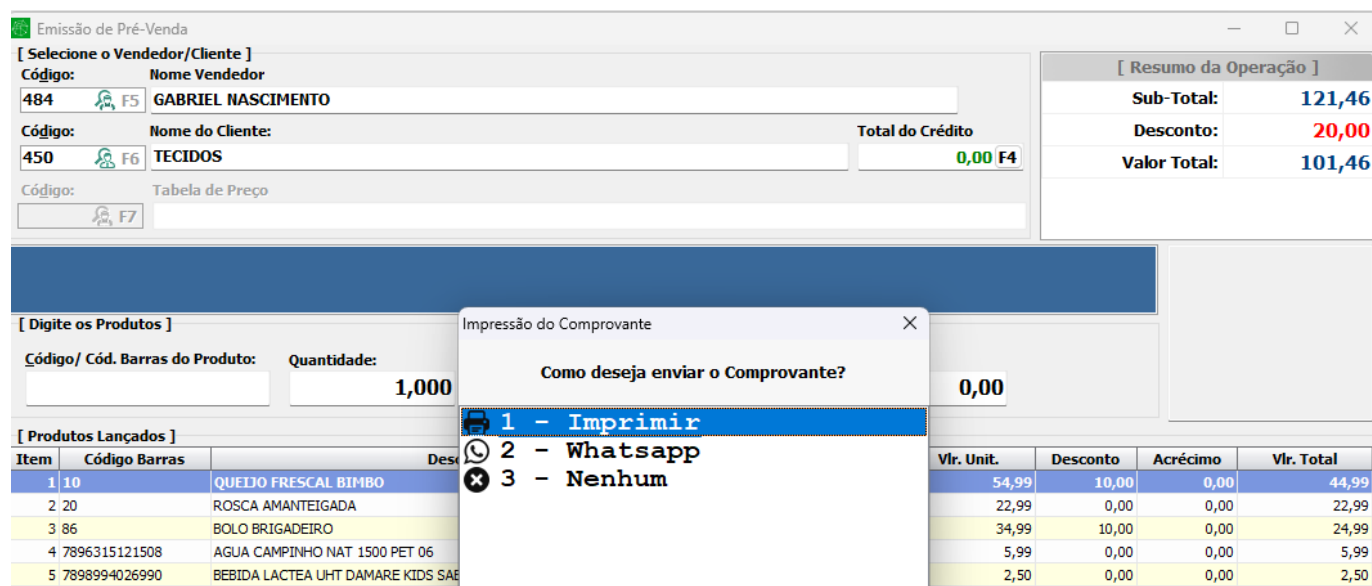 Emissão de Pré-Venda
[ Selecione o Vendedor/Cliente ]
Código: Nome Vendedor
484 F5 GABRIEL NASCIMENTO
Código: Nome do Cliente: Total do Crédito
450 F6 TECIDOS 0,00 F4
Código: Tabela de Preço
F7
[ Resumo da Operação ]
Sub-Total: 121,46
Desconto: 20,00
Valor Total: 101,46
[ Digite os Produtos ]
Código/ Cód. Barras do Produto: Quantidade:
1,000 0,00
Impressão do Comprovante
Como deseja enviar o Comprovante?
1 - Imprimir
2 - Whatsapp
3 - Nenhum
[ Produtos Lançados ]
Item Código Barras Vlr. Unit. Desconto Acrécimo Vlr. Total
1 10 QUEIJO FRESCAL BIMBO 54,99 10,00 0,00 44,99
2 20 ROSCA AMANTEIGADA 22,99 0,00 0,00 22,99
3 86 BOLO BRIGADEIRO 34,99 10,00 0,00 24,99
4 7896315121508 AGUA CAMPINHO NAT 1500 PET 06 5,99 0,00 0,00 5,99
5 7898994026990 BEBIDA LACTEA UHT DAMARE KIDS 2,50 0,00 0,00 2,50